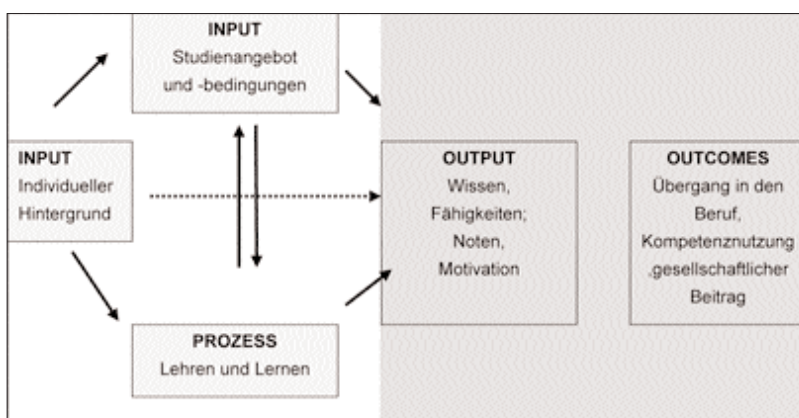 INPUT
Studienangebot
und -bedingungen
INPUT
Individueller
Hintergrund
OUTPUT
Wissen,
Fähigkeiten;
Noten,
Motivation
OUTCOMES
Übergang in den
Beruf,
Kompetenznutzung
,gesellschaftlicher
Beitrag
PROZESS
Lehren und Lernen